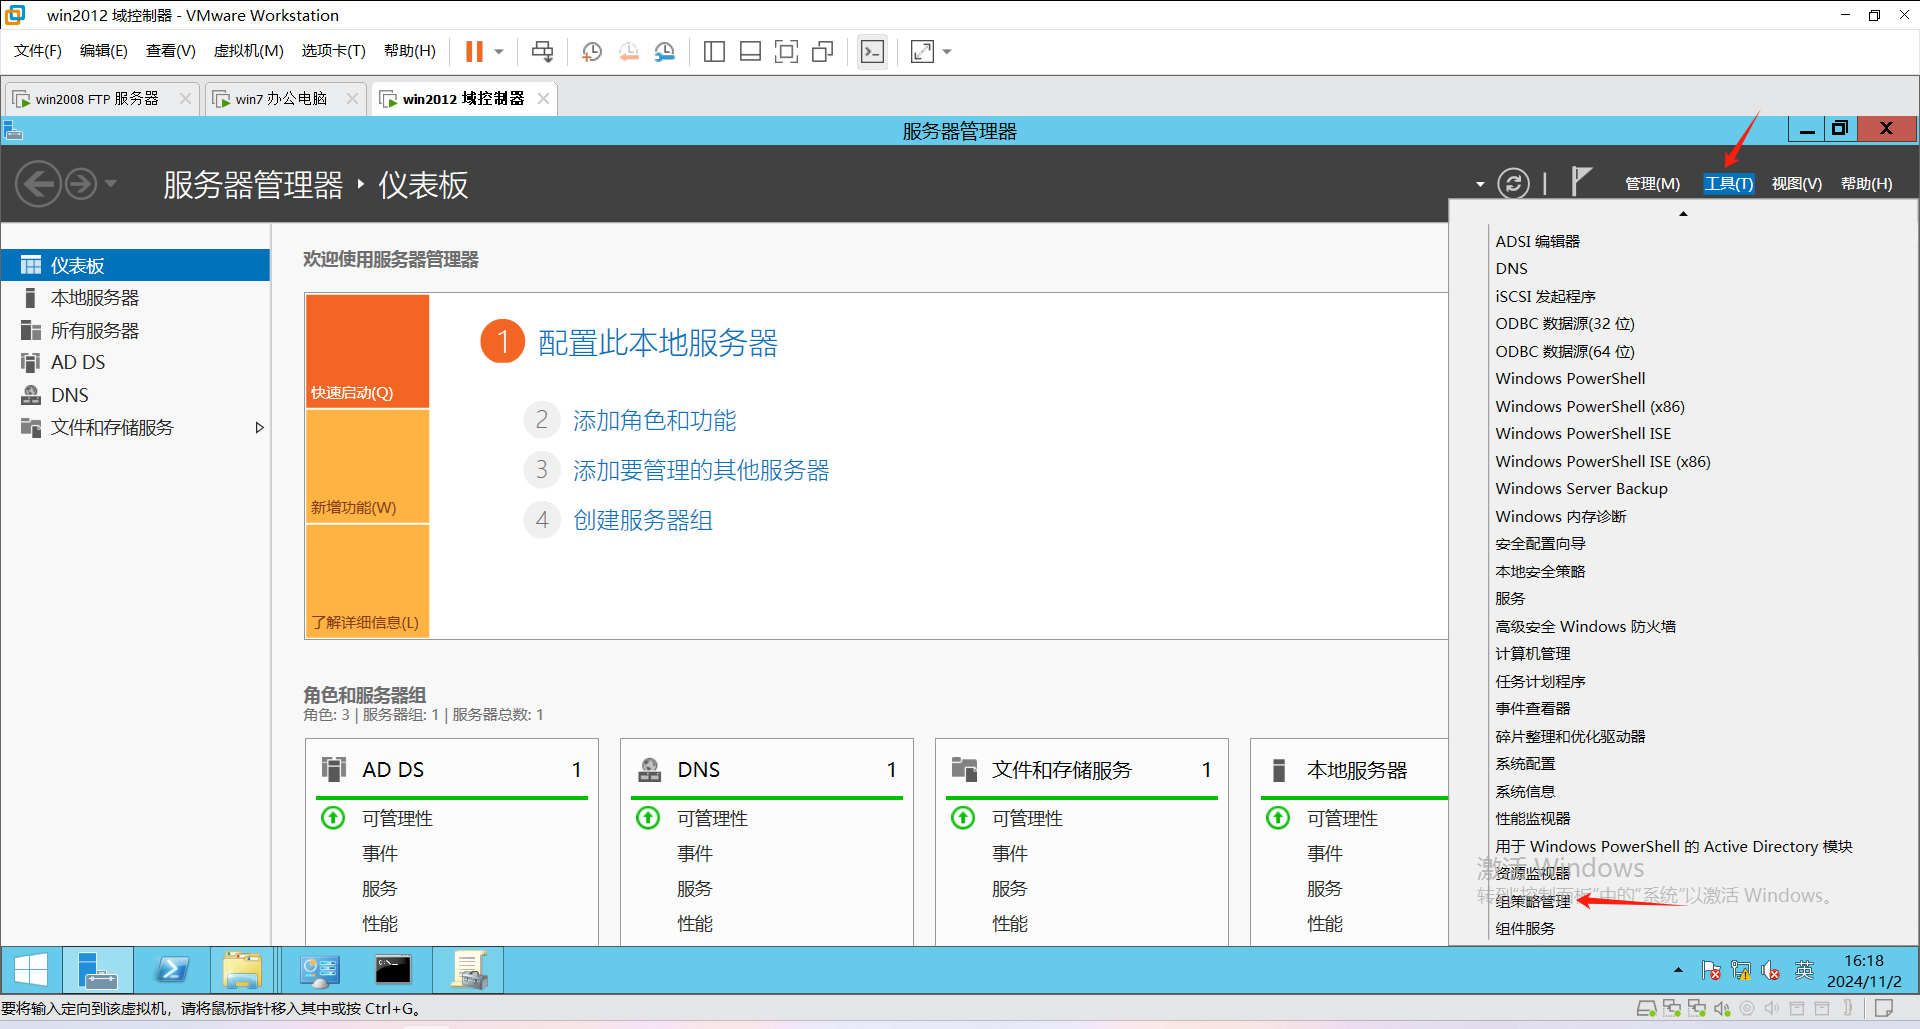 win2012 域控制器 - VMware Workstation
文件(F) 编辑(E) 查看(V) 虚拟机(M) 选项卡(T) 帮助(H)
win2008 FTP 服务器 win7 办公电脑 win2012 域控制器
服务器管理器
服务器管理器 仪表板
管理(M) 工具(T) 视图(V) 帮助(H)
仪表板
本地服务器
所有服务器
AD DS
DNS
文件和存储服务
欢迎使用服务器管理器
快速启动(Q)
新增功能(W)
了解详细信息(L)
1 配置此本地服务器
2 添加角色和功能
3 添加要管理的其他服务器
4 创建服务器组
角色和服务器组
角色: 3 | 服务器组: 1 | 服务器总数: 1
AD DS 1
可管理性
事件
服务
性能
DNS 1
可管理性
事件
服务
性能
文件和存储服务 1
可管理性
事件
服务
性能
本地服务器
可管理性
事件
服务
性能
ADSI 编辑器
DNS
iSCSI 发起程序
ODBC 数据源(32 位)
ODBC 数据源(64 位)
Windows PowerShell
Windows PowerShell (x86)
Windows PowerShell ISE
Windows PowerShell ISE (x86)
Windows Server Backup
Windows 内存诊断
安全配置向导
本地安全策略
服务
高级安全 Windows 防火墙
计算机管理
任务计划程序
事件查看器
碎片整理和优化驱动器
系统配置
系统信息
性能监视器
用于 Windows PowerShell 的 Active Directory 模块
资源监视器
组策略管理
组件服务
激活 Windows
转到“控制面板”中的“系统”以激活 Windows。
英
16:18
2024/11/2
要将输入定向到该虚拟机，请将鼠标指针移入其中或按 Ctrl+G。